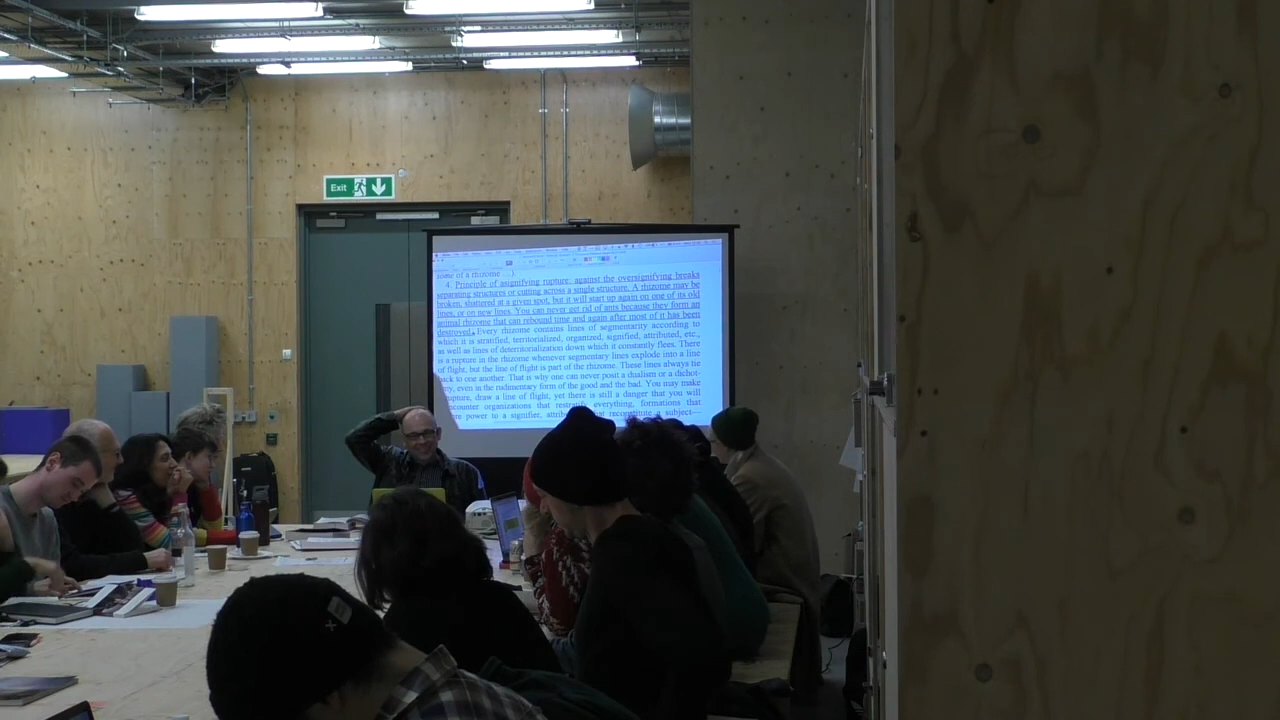 Exit
some of a rhizome ...).
4. Principle of asignifying rupture: against the oversignifying breaks
separating structures or cutting across a single structure. A rhizome may be
broken, shattered at a given spot, but it will start up again on one of its old
lines, or on new lines. You can never get rid of ants because they form an
animal rhizome that can rebound time and again after most of it has been
destroyed. Every rhizome contains lines of segmentarity according to
which it is stratified, territorialized, organized, signified, attributed, etc.,
as well as lines of deterritorialization down which it constantly flees. There
is a rupture in the rhizome whenever segmentary lines explode into a line
of flight, but the line of flight is part of the rhizome. These lines always tie
back to one another. That is why one can never posit a dualism or a dichot-
my, even in the rudimentary form of the good and the bad. You may make
rupture, draw a line of flight, yet there is still a danger that you will
counter organizations that restratify everything, formations that
power to a signifier, that reconstitute a subject—